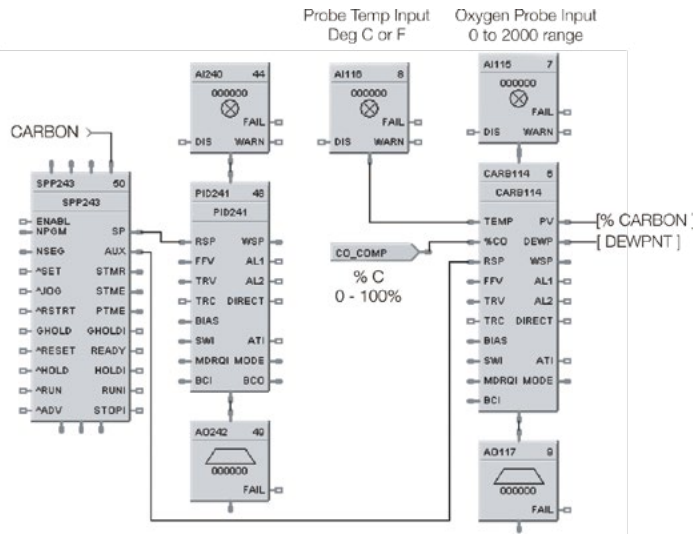 Probe Temp Input
Deg C or F
Oxygen Probe Input
0 to 2000 range
AI240 44
000000
FAIL
DIS WARN
AI116 8
000000
FAIL
DIS WARN
AI115 7
000000
FAIL
DIS WARN
CARBON
SPP243 50
SPP243
ENABL
NPGM SP
NSEG AUX
^SET STMR
^JOG STME
^RSTRT PTME
GHOLD GHOLDI
^RESET READY
^HOLD HOLDI
^RUN RUNI
^ADV STOPI
PID241 48
PID241
RSP WSP
FFV AL1
TRV AL2
TRC DIRECT
BIAS
SWI ATI
MDRQI MODE
BCI BCO
AO242 49
000000
FAIL
CO_COMP
% C
0 - 100%
CARB114 6
CARB114
TEMP PV
%CO DEWP
RSP WSP
FFV AL1
TRV AL2
TRC DIRECT
BIAS
SWI ATI
MDRQI MODE
BCI
[% CARBON ]
[ DEWPNT ]
AO117 9
000000
FAIL